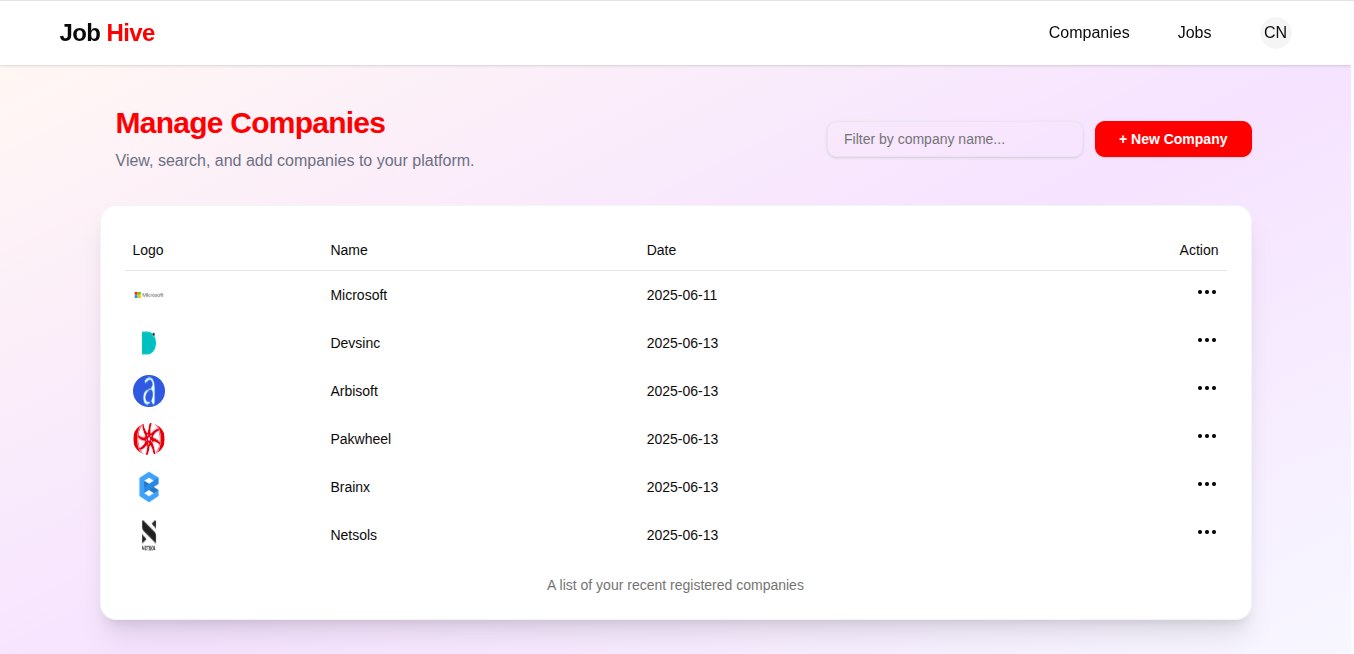 Job Hive
Companies
Jobs
CN
Manage Companies
View, search, and add companies to your platform.
Filter by company name...
+ New Company
Logo Name Date Action
Microsoft Microsoft 2025-06-11
Devsinc 2025-06-13
Arbisoft 2025-06-13
Pakwheel 2025-06-13
Brainx 2025-06-13
Netsols 2025-06-13
NETSOL
A list of your recent registered companies